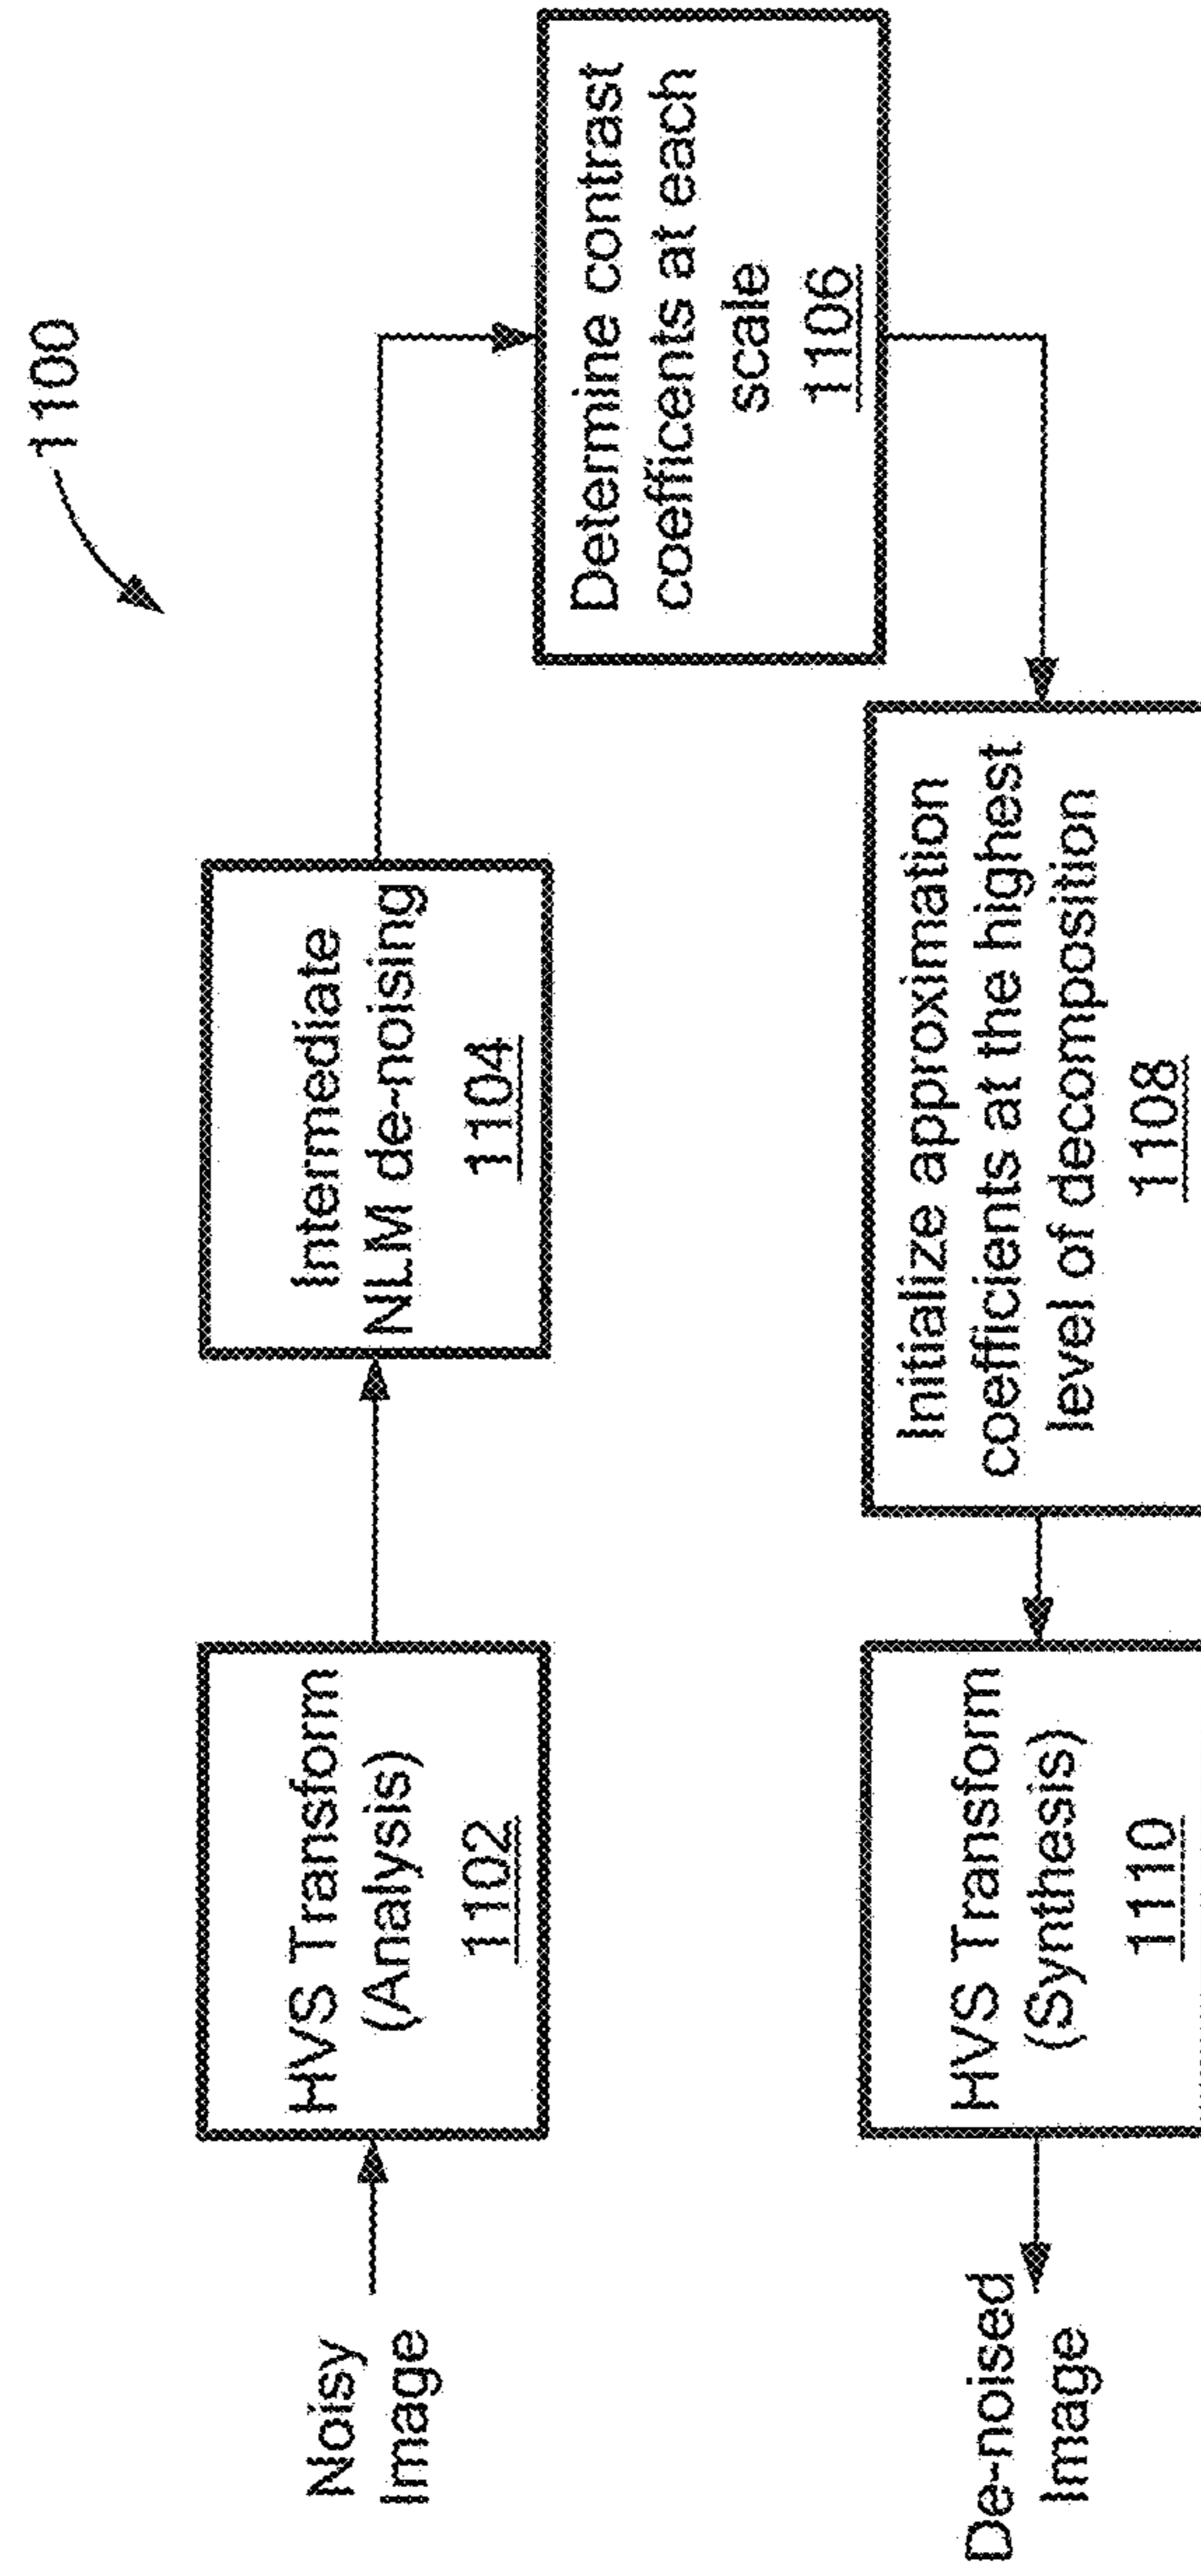 1100
Noisy
Image
HVS Transform
(Analysis)
1102
Intermediate
NLM de-noising
1104
Determine contrast
coefficents at each
scale
1106
Initialize approximation
coefficients at the highest
level of decomposition
1108
HVS Transform
(Synthesis)
1110
De-noised
Image